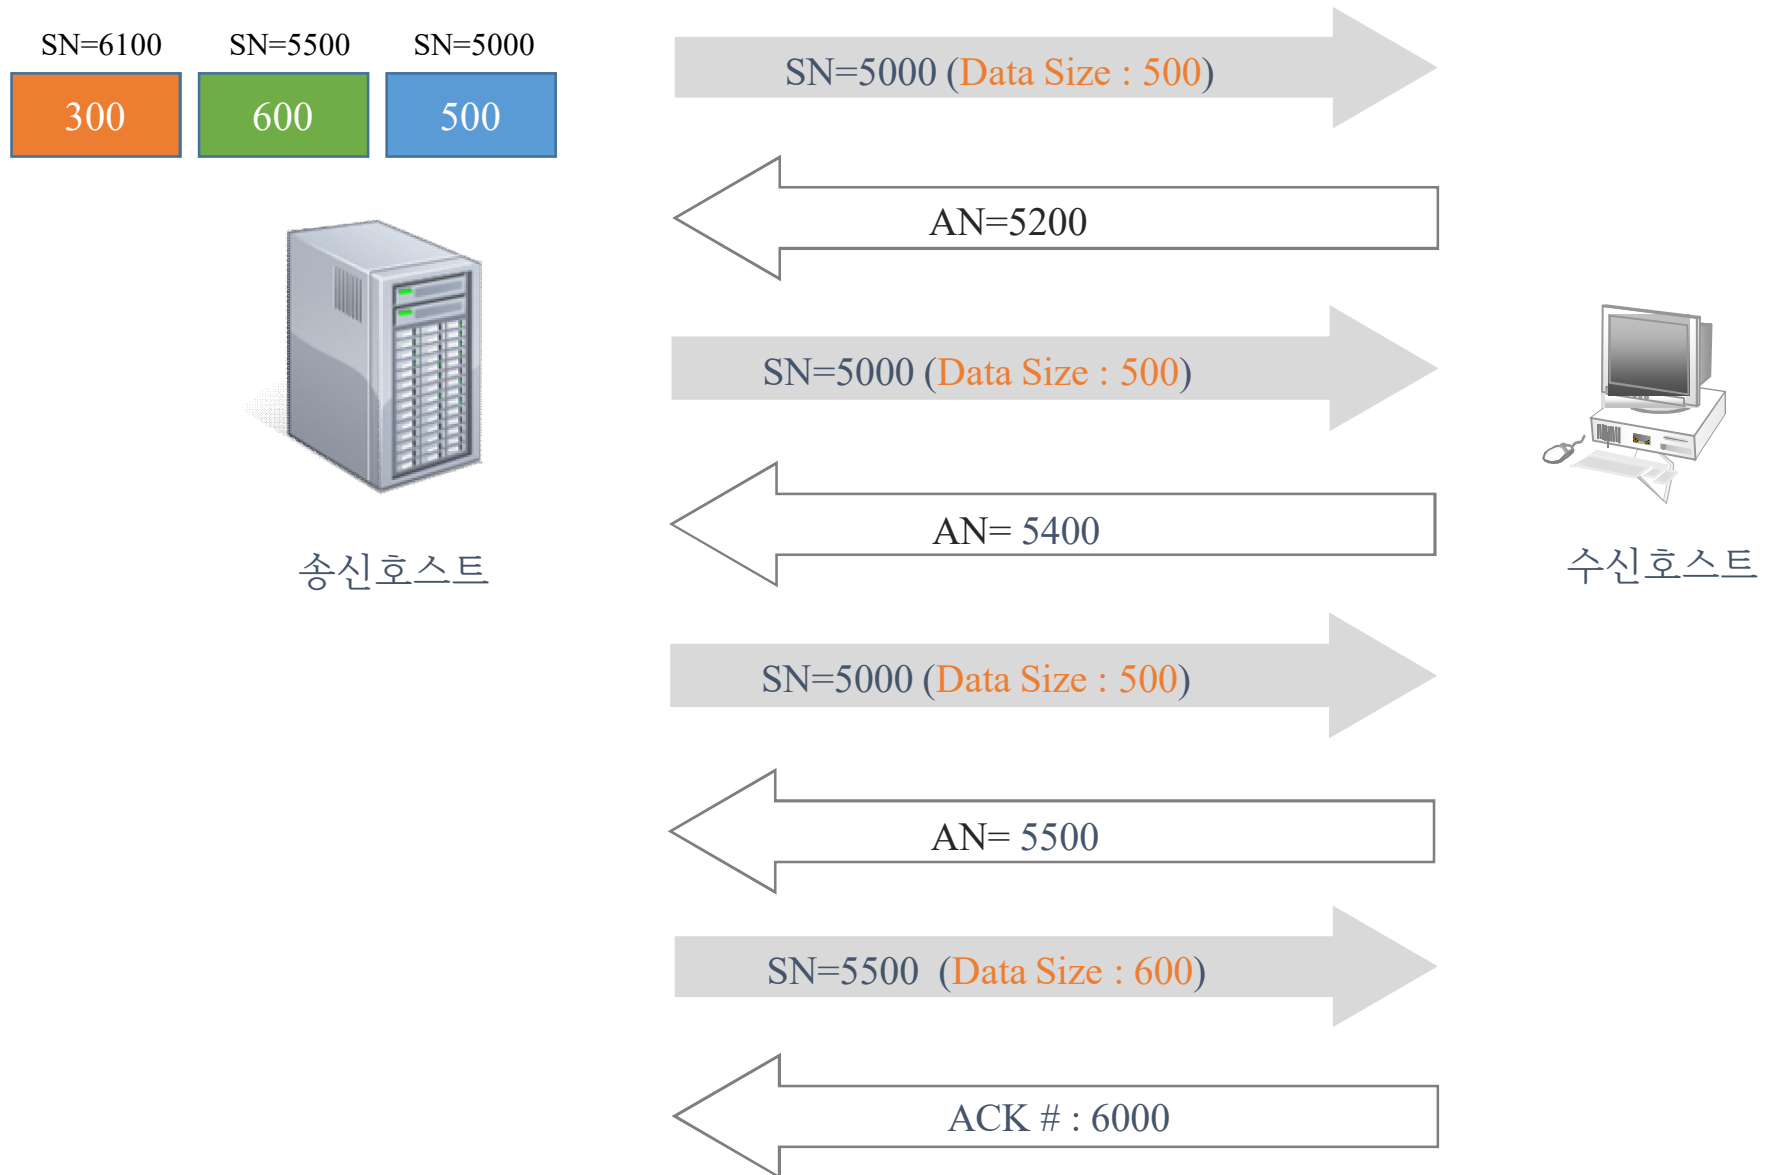 SN=6100
SN=5500
SN=5000
300
600
500
SN=5000 (Data Size : 500)
AN=5200
SN=5000 (Data Size : 500)
AN= 5400
송신호스트
수신호스트
SN=5000 (Data Size : 500)
AN= 5500
SN=5500 (Data Size : 600)
ACK # : 6000